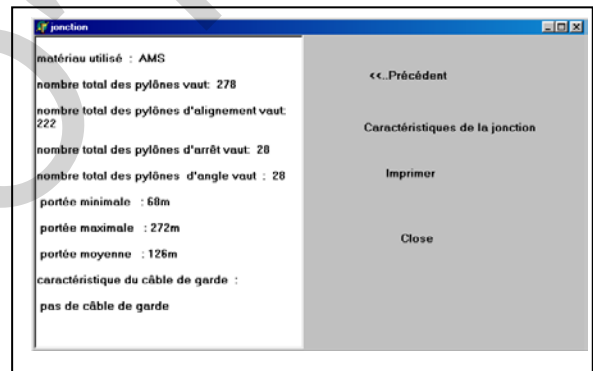 jonction
matériau utilisé : AMS
nombre total des pylônes vaut: 278
nombre total des pylônes d'alignement vaut:
222
nombre total des pylônes d'arrêt vaut: 28
nombre total des pylônes d'angle vaut : 28
portée minimale : 68m
portée maximale : 272m
portée moyenne : 126m
caractéristique du câble de garde :
pas de câble de garde
<<..Précédent
Caractéristiques de la jonction
Imprimer
Close